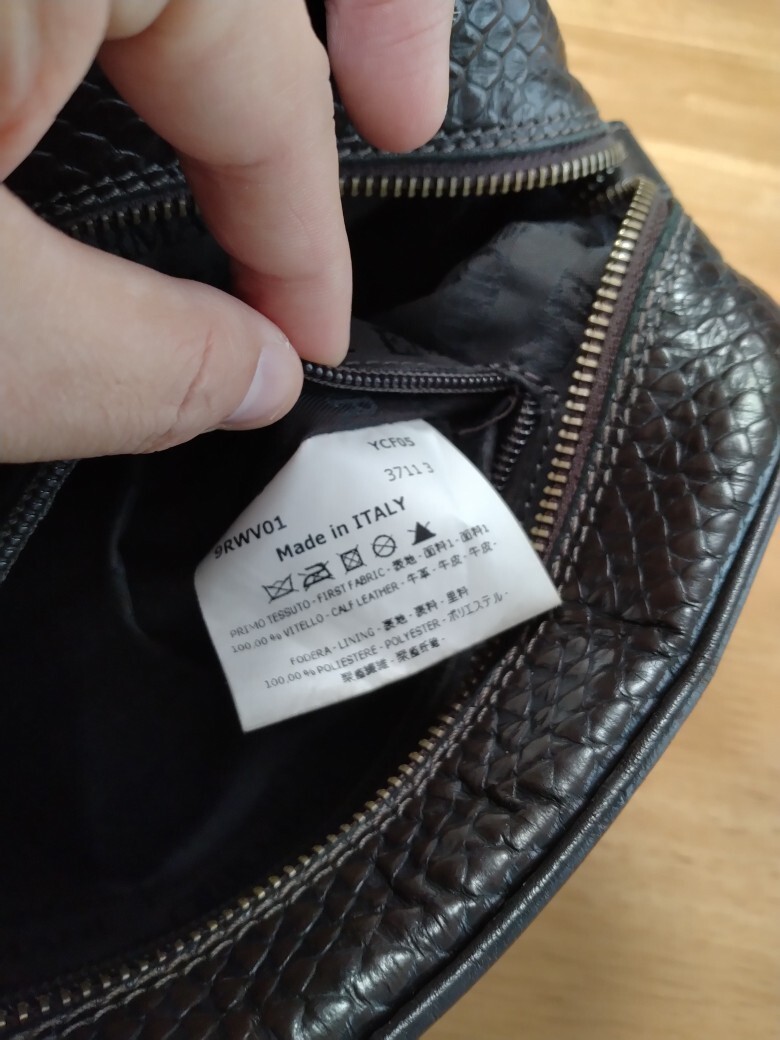 YCF05
37113
9RWV01
Made in ITALY
PRIMO TESSUTO - FIRST FABRIC - 表地 - 面料1 - 面料1
100.00 % VITELLO - CALF LEATHER - 牛革 - 牛皮 - 牛皮 -
FODERA - LINING - 裏地 - 裏料 - 里料
100.00 % POLIESTERE - POLYESTER - ポリエステル -